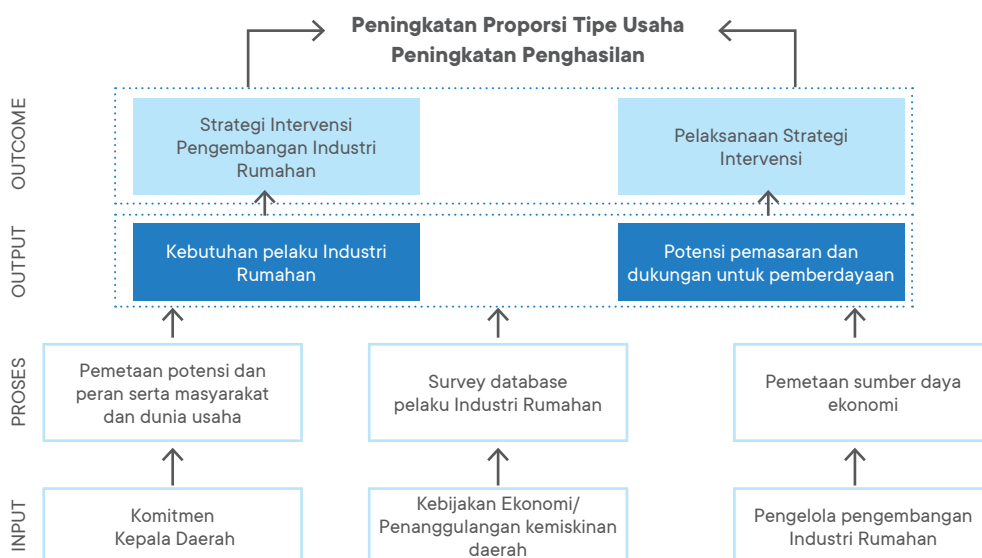 Peningkatan Proporsi Tipe Usaha
Peningkatan Penghasilan
OUTCOME
Strategi Intervensi
Pengembangan Industri
Rumahan
Pelaksanaan Strategi
Intervensi
OUTPUT
Kebutuhan pelaku Industri
Rumahan
Potensi pemasaran dan
dukungan untuk pemberdayaan
PROSES
Pemetaan potensi dan
peran serta masyarakat
dan dunia usaha
Survey database
pelaku Industri Rumahan
Pemetaan sumber daya
ekonomi
INPUT
Komitmen
Kepala Daerah
Kebijakan Ekonomi/
Penanggulangan kemiskinan
daerah
Pengelola pengembangan
Industri Rumahan